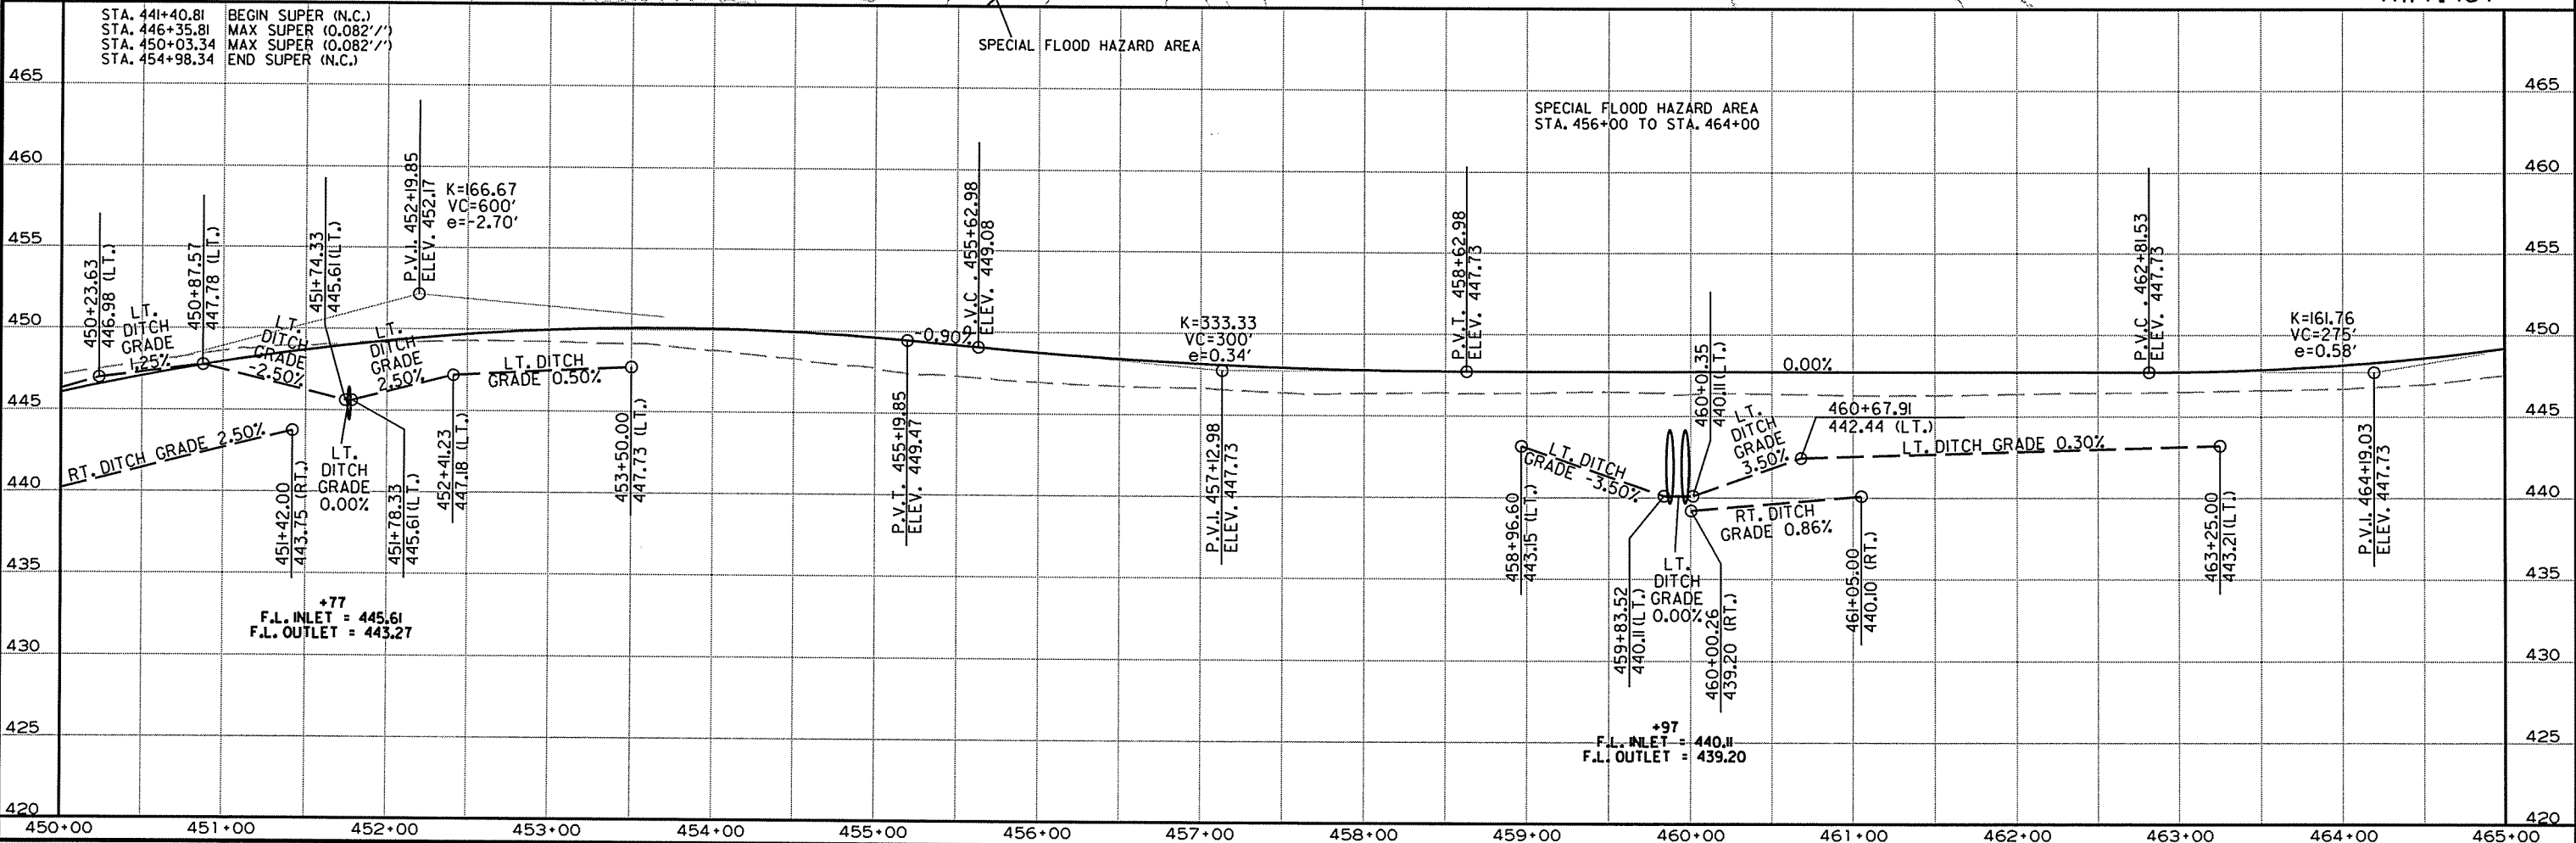 STA. 441+40.81 BEGIN SUPER (N.C.)
STA. 446+35.81 MAX SUPER (0.082'/')
STA. 450+03.34 MAX SUPER (0.082'/')
STA. 454+98.34 END SUPER (N.C.)
SPECIAL FLOOD HAZARD AREA
SPECIAL FLOOD HAZARD AREA
STA. 456+00 TO STA. 464+00
465
460
455
450
445
440
435
430
425
420
450+23.63
446.98 (LT.)
LT.
DITCH
GRADE
1.25%
450+87.57
447.78 (LT.)
LT.
DITCH
GRADE
-2.50%
451+74.33
445.61 (LT.)
LT.
DITCH
GRADE
2.50%
P.V.I. 452+19.85
ELEV. 452.17
K=166.67
VC=600'
e=-2.70'
LT. DITCH
GRADE 0.50%
RT. DITCH GRADE 2.50%
451+42.00
443.75 (RT.)
LT.
DITCH
GRADE
0.00%
451+78.33
445.61 (LT.)
452+41.23
447.18 (LT.)
453+50.00
447.73 (LT.)
+77
F.L. INLET = 445.61
F.L. OUTLET = 443.27
P.V.T. 455+19.85
ELEV. 449.47
-0.90%
P.V.C. 455+62.98
ELEV. 449.08
K=333.33
VC=300'
e=0.34'
P.V.I. 457+12.98
ELEV. 447.73
P.V.T. 458+62.98
ELEV. 447.73
458+96.60
443.15 (LT.)
LT. DITCH
GRADE -3.50%
459+83.52
440.11 (LT.)
LT.
DITCH
GRADE
0.00%
460+00.26
439.20 (RT.)
460+01.35
440.11 (LT.)
LT.
DITCH
GRADE
3.50%
0.00%
460+67.91
442.44 (LT.)
LT. DITCH GRADE 0.30%
RT. DITCH
GRADE 0.86%
461+05.00
440.10 (RT.)
+97
F.L. INLET = 440.11
F.L. OUTLET = 439.20
P.V.C. 462+81.53
ELEV. 447.73
463+25.00
443.21 (LT.)
K=161.76
VC=275'
e=0.58'
P.V.I. 464+19.03
ELEV. 447.73
465
460
455
450
445
440
435
430
425
420
450+00 451+00 452+00 453+00 454+00 455+00 456+00 457+00 458+00 459+00 460+00 461+00 462+00 463+00 464+00 465+00